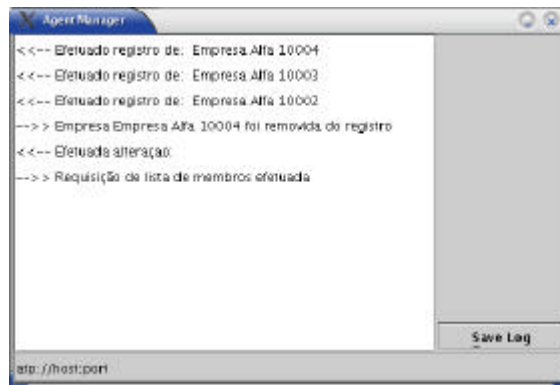 Agent Manager
<<-- Efetuado registro de: Empresa Alfa 10004
<<-- Efetuado registro de: Empresa Alfa 10003
<<-- Efetuado registro de: Empresa Alfa 10002
-->> Empresa Empresa Alfa 10004 foi removida do registro
<<-- Efetuada alteraçao:
-->> Requisição de lista de membros efetuada
Save Log
atp://host:port